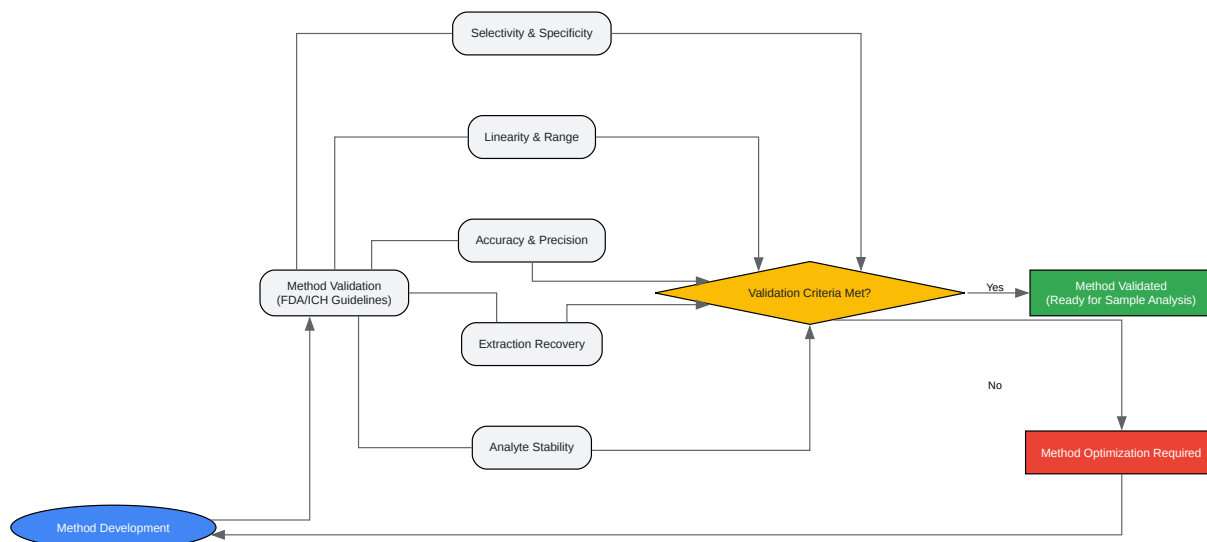 Selectivity & Specificity
Linearity & Range
Accuracy & Precision
Method Validation
(FDA/ICH Guidelines)
Validation Criteria Met?
Yes
Method Validated
(Ready for Sample Analysis)
Extraction Recovery
No
Analyte Stability
Method Optimization Required
Method Development